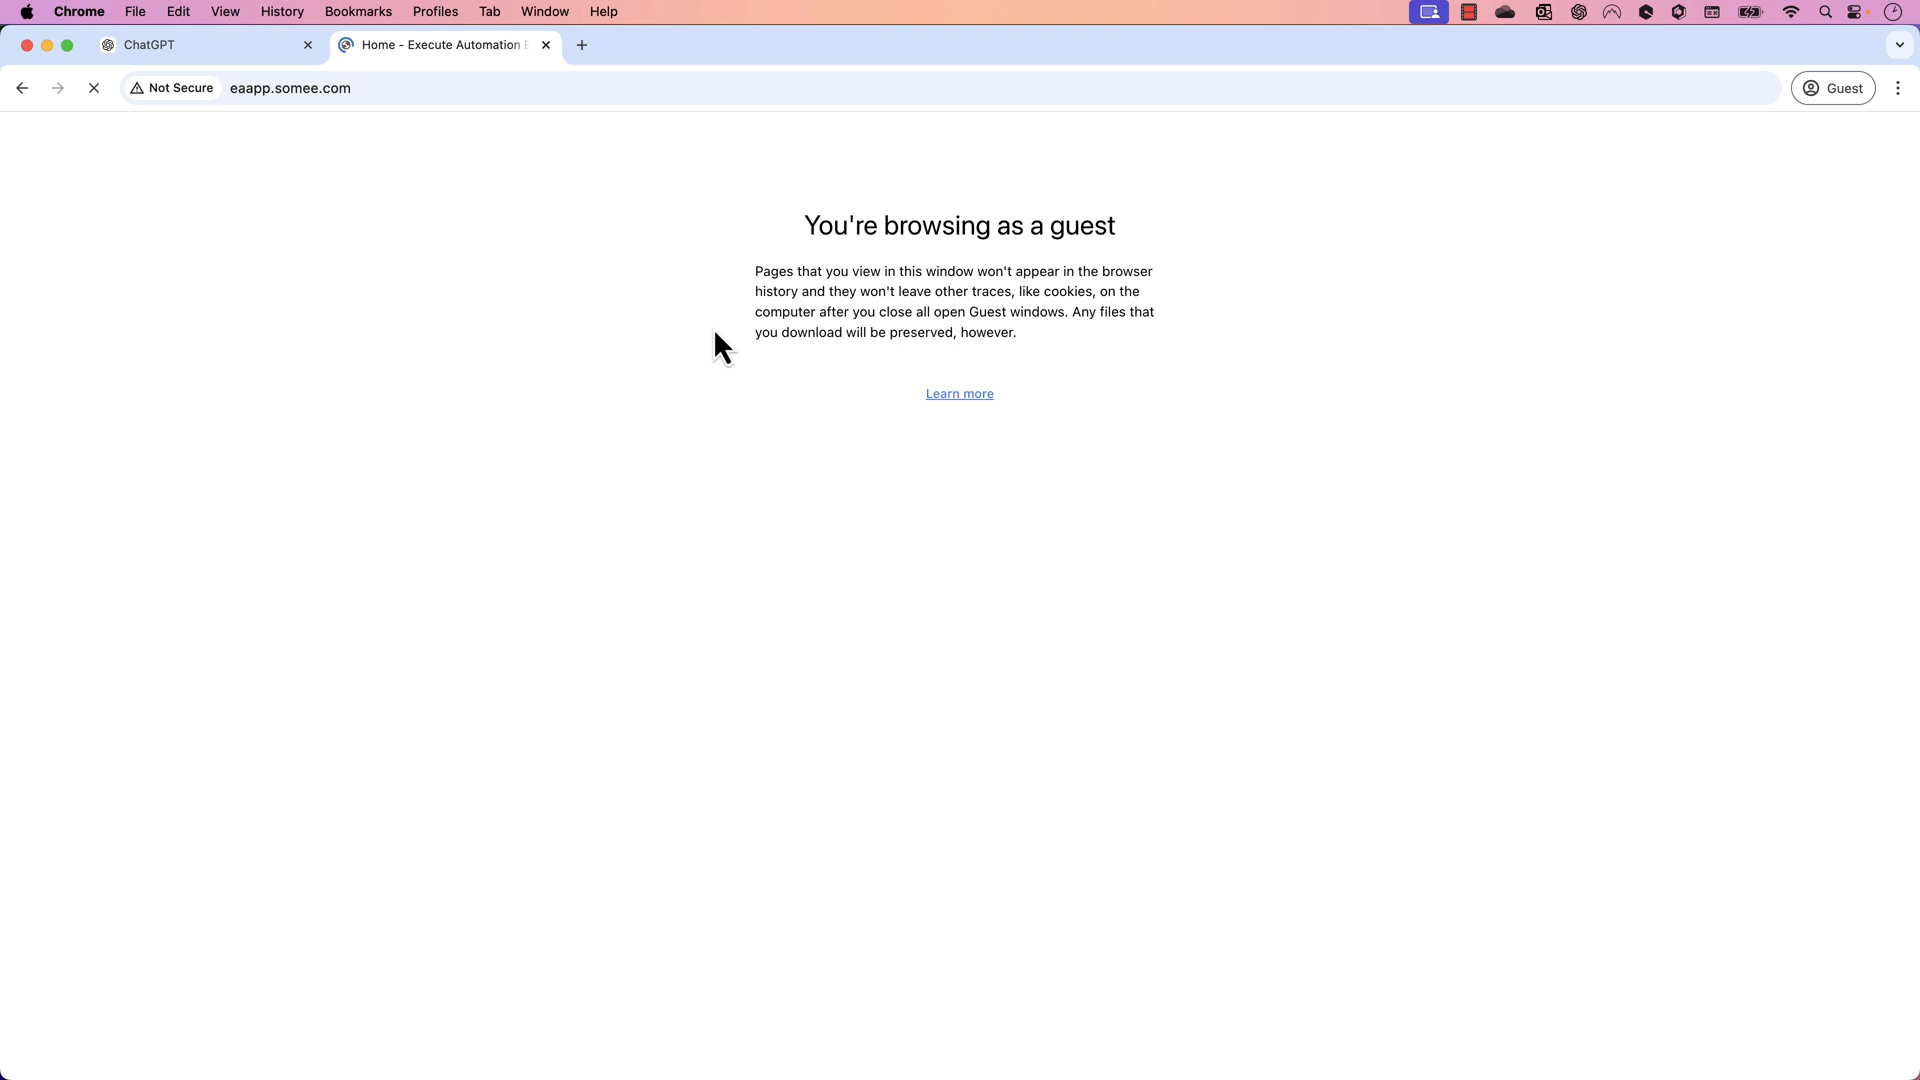 Chrome File Edit View History Bookmarks Profiles Tab Window Help
ChatGPT
Home - Execute Automation
Not Secure
eaapp.somee.com
Guest
You're browsing as a guest
Pages that you view in this window won't appear in the browser
history and they won't leave other traces, like cookies, on the
computer after you close all open Guest windows. Any files that
you download will be preserved, however.
Learn more